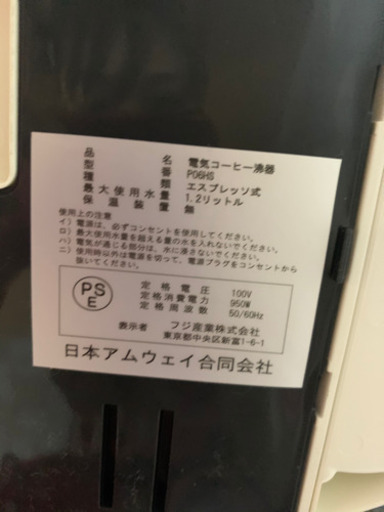 品名 電気コーヒー沸器
型番 P06HS
種類 エスプレッソ式
最大使用水量 1.2リットル
保温装置 無
使用上の注意
イ) 電源は、必ずコンセントを使用してください。
ロ) 最大使用水量を超える量の水を入れないでください。
ハ) 電気が通じる部分は、水に浸さないでください。
ニ) 使用時以外は電源を切って、電源プラグをコンセントから
抜いてください。
PS
E
定格電圧 100V
定格消費電力 950W
定格周波数 50/60Hz
表示者 フジ産業株式会社
東京都中央区新富1-6-1
日本アムウェイ合同会社